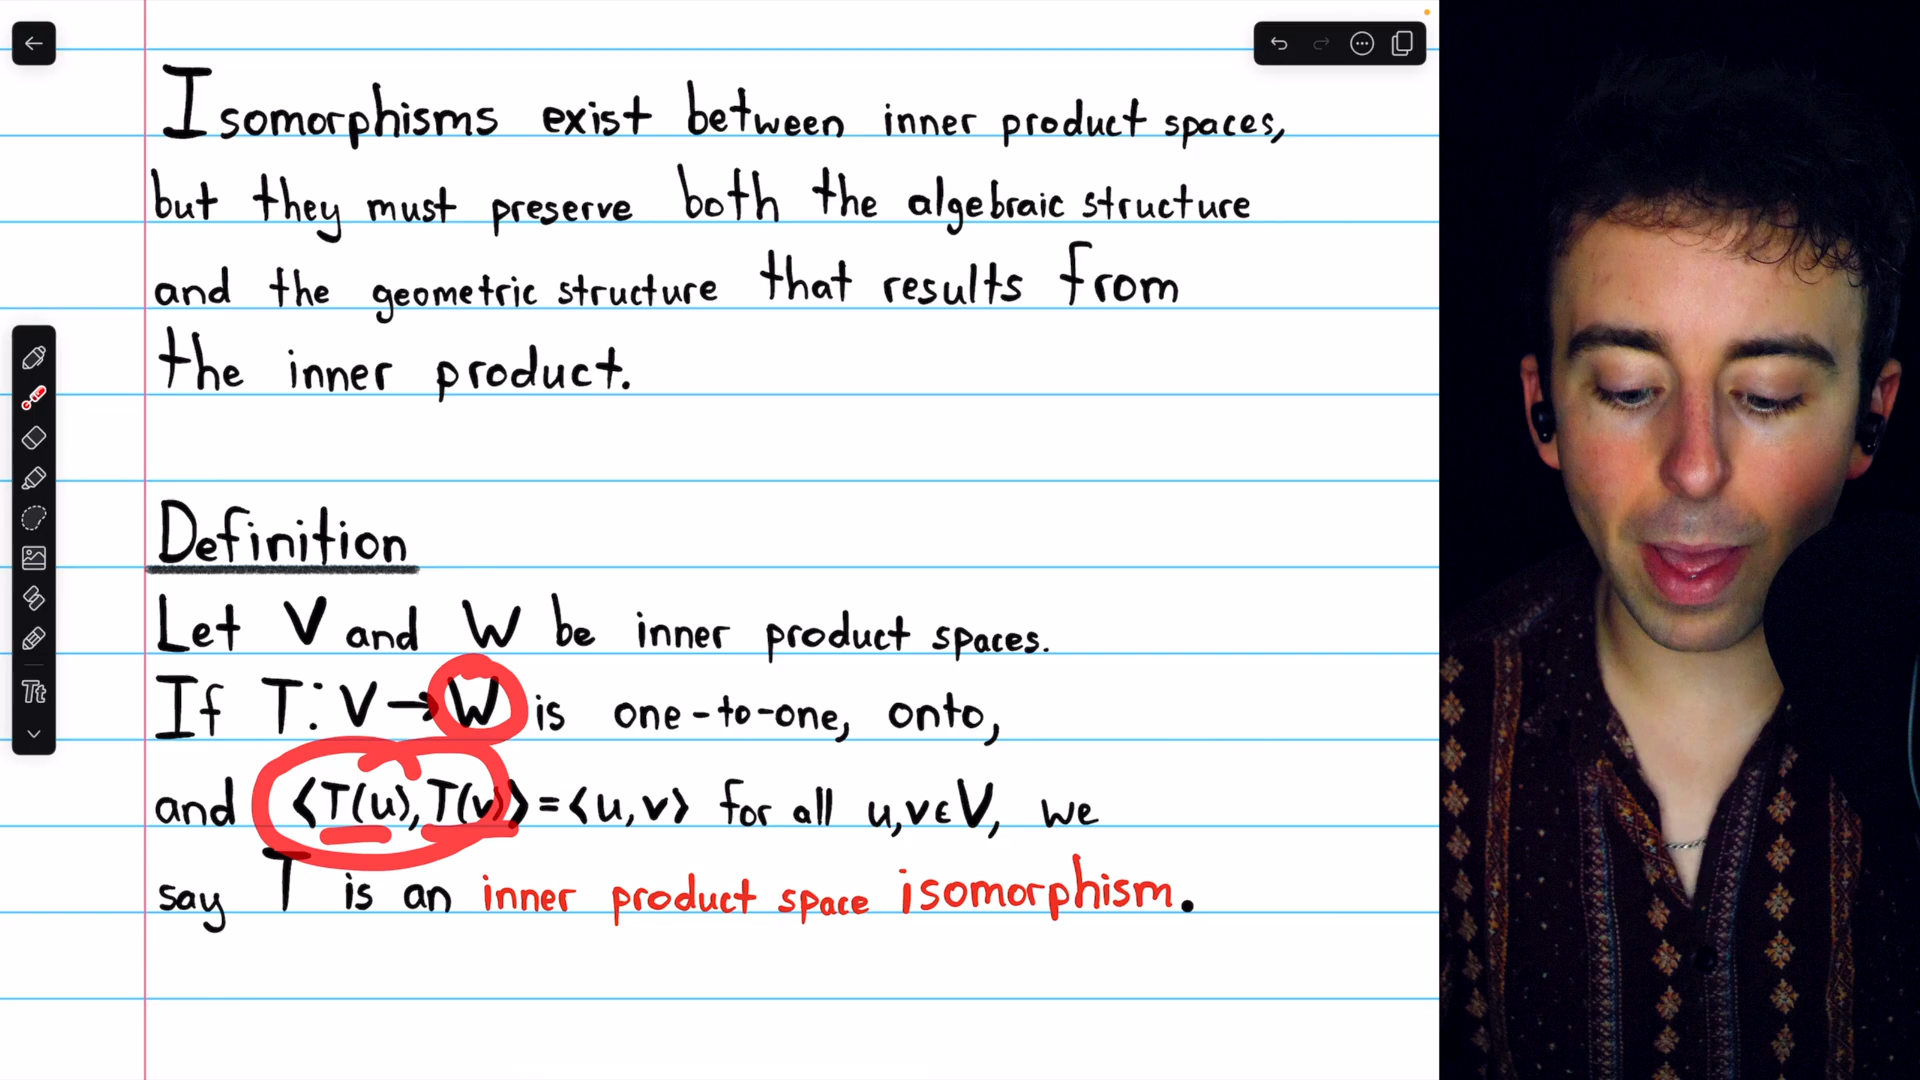 Isomorphisms exist between inner product spaces,
but they must preserve both the algebraic structure
and the geometric structure that results from
the inner product.
Definition
Let V and W be inner product spaces.
If T: V→W is one-to-one, onto,
and ⟨T(u), T(v)⟩=⟨u,v⟩ for all u,v∈V, we
say T is an inner product space isomorphism.
Tt